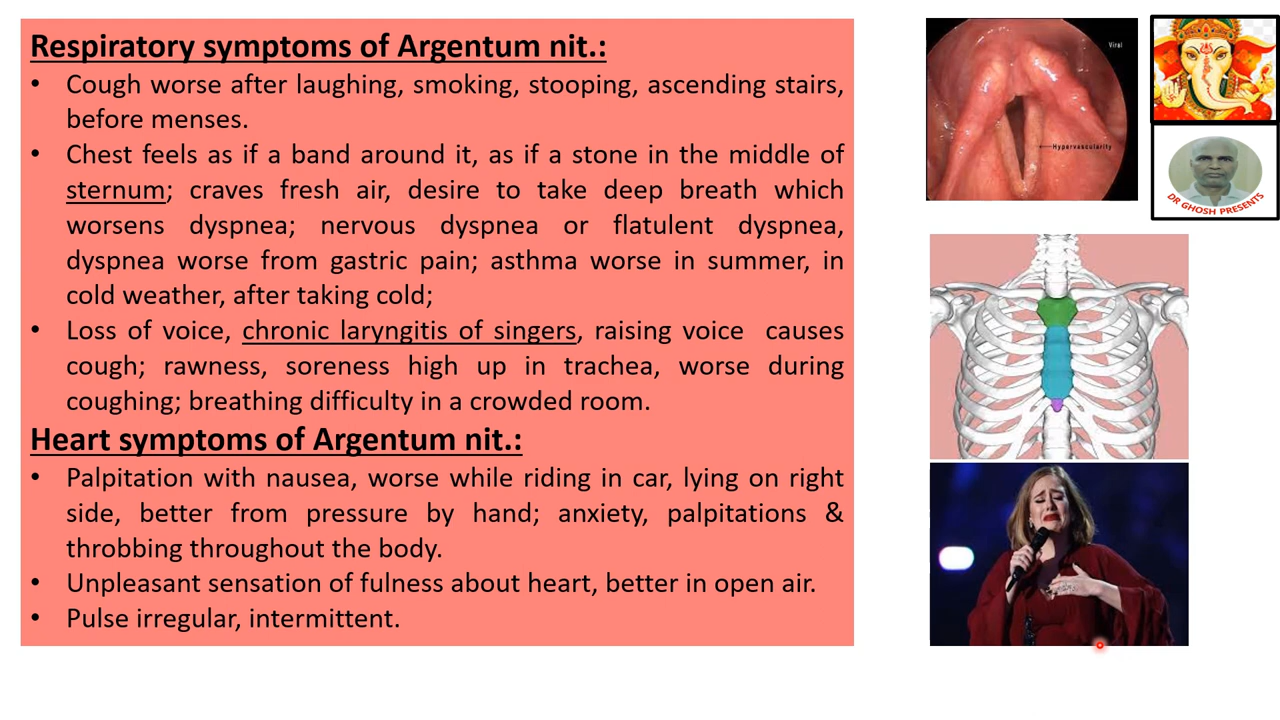 Respiratory symptoms of Argentum nit.:
• Cough worse after laughing, smoking, stooping, ascending stairs,
before menses.
• Chest feels as if a band around it, as if a stone in the middle of
sternum; craves fresh air, desire to take deep breath which
worsens dyspnea; nervous dyspnea or flatulent dyspnea,
dyspnea worse from gastric pain; asthma worse in summer, in
cold weather, after taking cold;
• Loss of voice, chronic laryngitis of singers, raising voice causes
cough; rawness, soreness high up in trachea, worse during
coughing; breathing difficulty in a crowded room.
Heart symptoms of Argentum nit.:
• Palpitation with nausea, worse while riding in car, lying on right
side, better from pressure by hand; anxiety, palpitations &
throbbing throughout the body.
• Unpleasant sensation of fulness about heart, better in open air.
• Pulse irregular, intermittent.
Viral
Hypervascularity
DR GHOSH PRESENTS